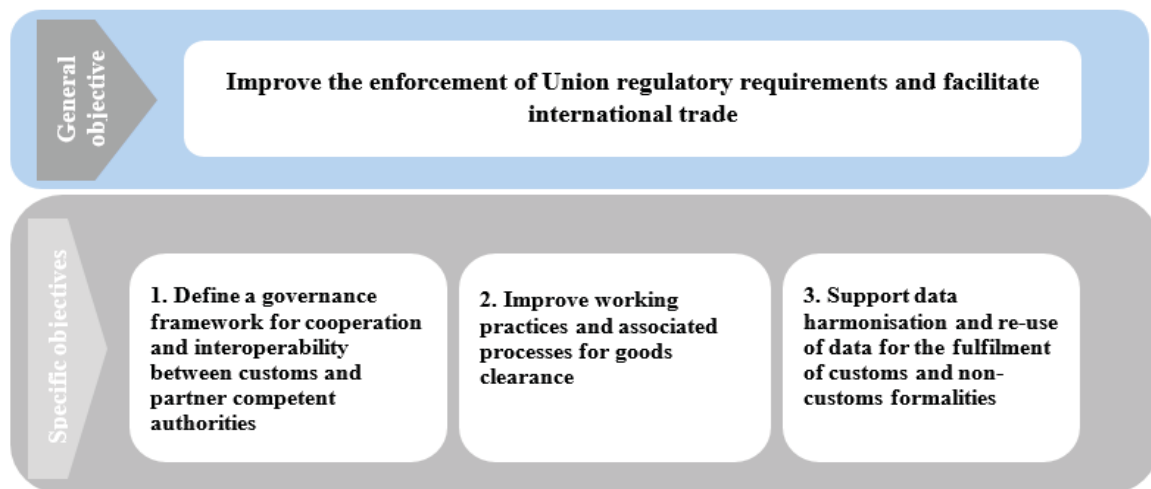 General
objective
Improve the enforcement of Union regulatory requirements and facilitate
international trade
Specific objectives
1. Define a governance
framework for cooperation
and interoperability
between customs and
partner competent
authorities
2. Improve working
practices and associated
processes for goods
clearance
3. Support data
harmonisation and re-use
of data for the fulfilment
of customs and non-
customs formalities